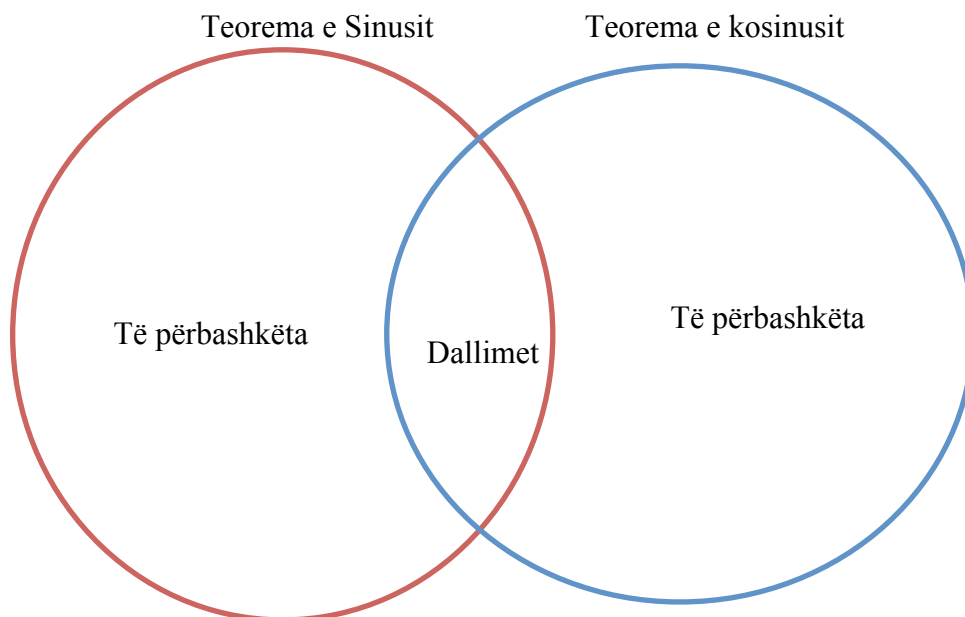 Teorema e Sinusit
Teorema e kosinusit
Të përbashkëta
Dallimet
Të përbashkëta